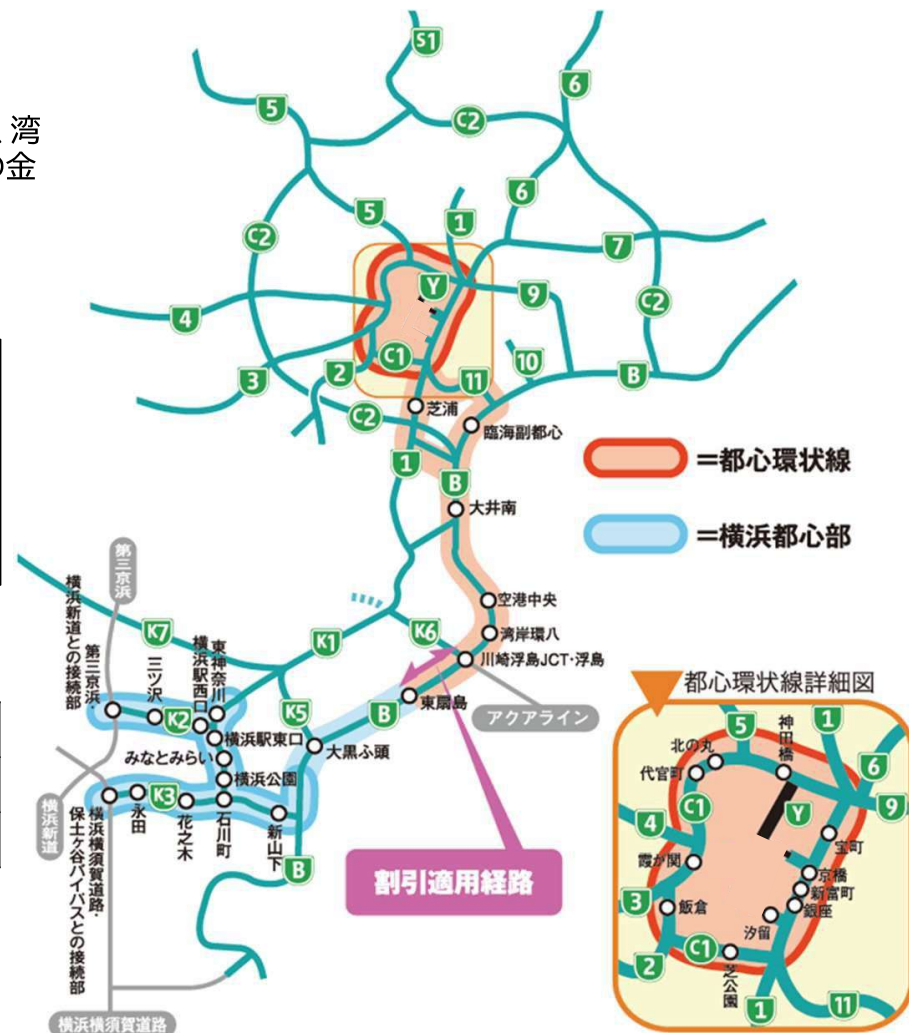 湾
の金
S1
5
C2
6
5
1
6
C2
7
Y
9
C2
4
C1
3
2
11
10
B
C2
芝浦
臨海副都心
1
B
=都心環状線
大井南
=横浜都心部
第三京浜
横浜新道との接続部
空港中央
K7
K1
K6
湾岸環八
川崎浮島JCT・浮島
第三京浜
三ツ沢
横浜駅西口
東神奈川
K2
K5
B
東扇島
アクアライン
横浜駅東口
大黒ふ頭
みなとみらい
横浜公園
K3
永田
花之木
石川町
新山下
B
横浜新道
横浜横須賀道路・
保土ヶ谷バイパスとの接続部
横浜横須賀道路
割引適用経路
都心環状線詳細図
5
神田橋
1
北の丸
代官町
6
C1
Y
9
4
宝町
霞が関
京橋
新富町
3
飯倉
銀座
汐留
C1
2
芝公園
1
11